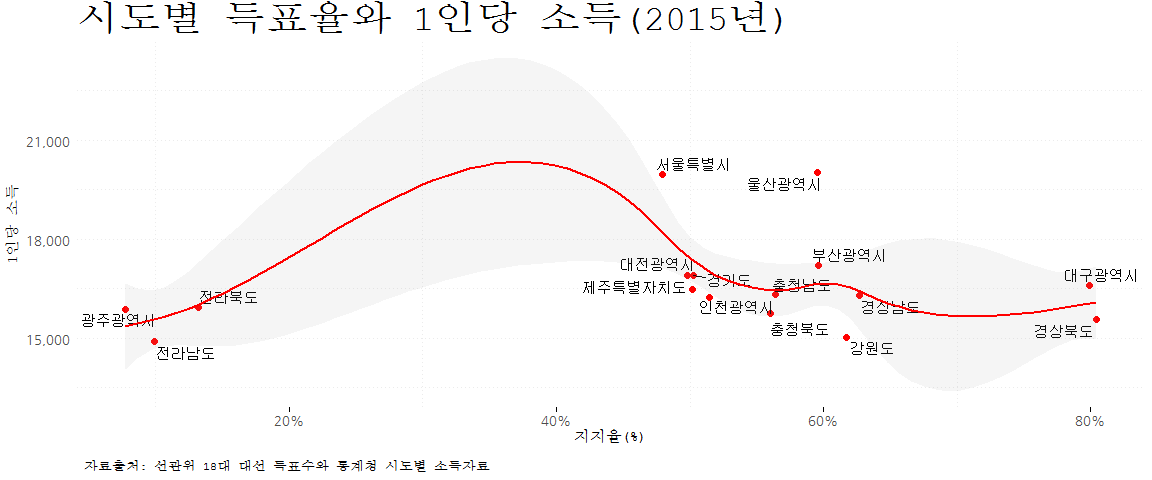 시도별 득표율와 1인당 소득(2015년)
21,000
18,000
15,000
1인당 소득
서울특별시
울산광역시
부산광역시
대전광역시
경기도
대구광역시
제주특별자치도
충청남도
전라북도
인천광역시
경상남도
광주광역시
충청북도
경상북도
전라남도
강원도
20%
40%
60%
80%
지지율(%)
자료출처: 선관위 18대 대선 득표수와 통계청 시도별 소득자료